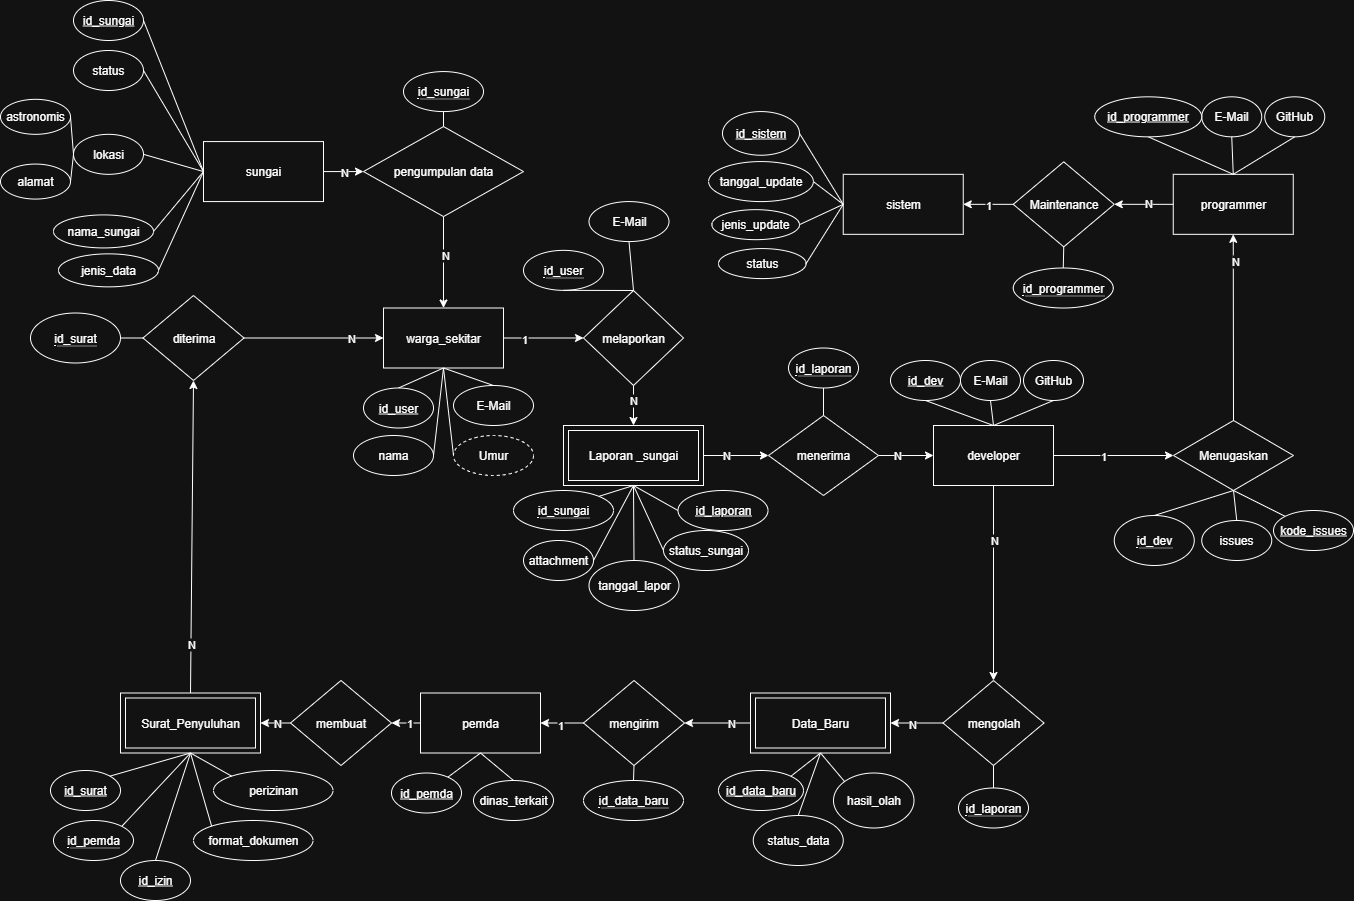 id_sungai
status
astronomis
lokasi
alamat
nama_sungai
jenis_data
sungai
N
id_sungai
pengumpulan data
N
id_surat
diterima
N
warga_sekitar
1
id_user
E-Mail
nama
Umur
E-Mail
id_user
melaporkan
N
Laporan _sungai
id_sungai
id_laporan
attachment
status_sungai
tanggal_lapor
N
id_laporan
menerima
N
id_dev
E-Mail
GitHub
developer
1
Menugaskan
id_dev
issues
kode_issues
N
id_programmer
E-Mail
GitHub
programmer
N
Maintenance
id_programmer
1
sistem
id_sistem
tanggal_update
jenis_update
status
N
mengolah
id_laporan
N
Data_Baru
id_data_baru
hasil_olah
status_data
N
mengirim
id_data_baru
1
pemda
id_pemda
dinas_terkait
1
membuat
N
Surat_Penyuluhan
id_surat
perizinan
id_pemda
format_dokumen
id_izin
N